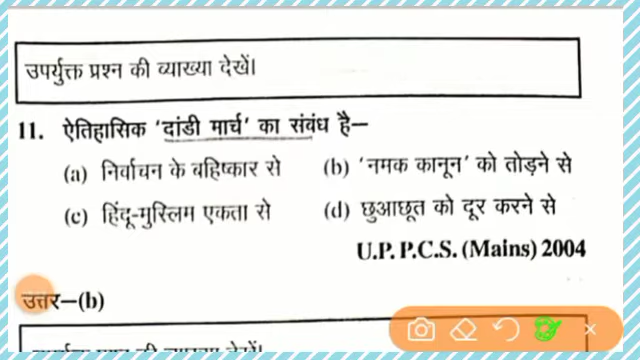 उपर्युक्त प्रश्न की व्याख्या देखें।
11. ऐतिहासिक 'दांडी मार्च' का संबंध है–
(a) निर्वाचन के बहिष्कार से (b) 'नमक कानून' को तोड़ने से
(c) हिंदू-मुस्लिम एकता से (d) छुआछूत को दूर करने से
U.P. P.C.S. (Mains) 2004
उत्तर–(b)